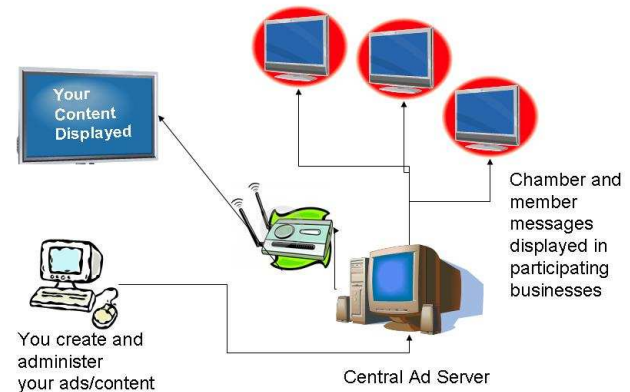 Your
Content
Displayed
Chamber and
member
messages
displayed in
participating
businesses
You create and
administer
your ads/content
Central Ad Server